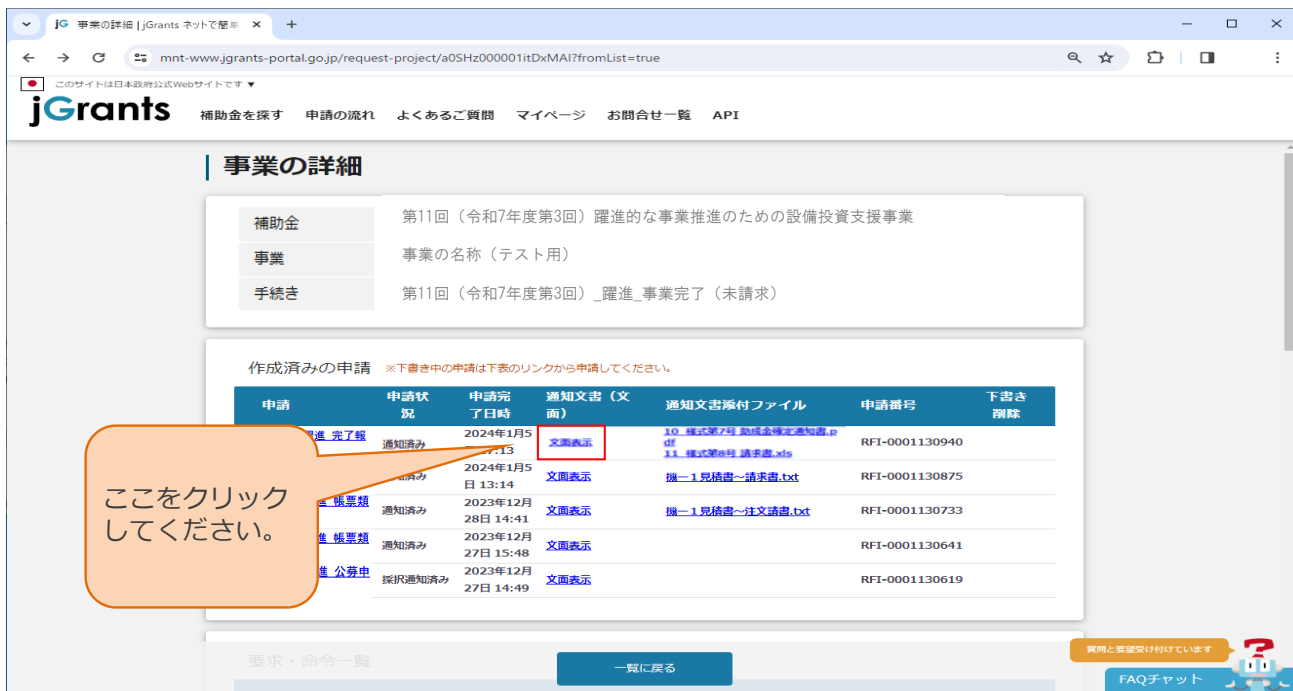 jG 事業の詳細 | jGrants ネットで簡単
mnt-www.jgrants-portal.go.jp/request-project/a0SHz000001itDxMAI?fromList=true
このサイトは日本政府公式Webサイトです ▼
jGrants 補助金を探す 申請の流れ よくあるご質問 マイページ お問合せ一覧 API
事業の詳細
補助金 第11回（令和7年度第3回）躍進的な事業推進のための設備投資支援事業
事業 事業の名称（テスト用）
手続き 第11回（令和7年度第3回）_躍進_事業完了（未請求）
作成済みの申請 ※下書き中の申請は下表のリンクから申請してください。
申請 申請状況 申請完了日時 通知文書（文面） 通知文書添付ファイル 申請番号 下書き削除
進_完了報 通知済み 2024年1月5 :13 文面表示 10_様式第7号 助成金確定通知書.pdf 11_様式第8号 請求書.xls RFI-0001130940
2024年1月5日 13:14 文面表示 機ー１見積書～請求書.txt RFI-0001130875
帳票類 通知済み 2023年12月28日 14:41 文面表示 機ー１見積書～注文請書.txt RFI-0001130733
進_帳票類 通知済み 2023年12月27日 15:48 文面表示 RFI-0001130641
進_公募申 採択通知済み 2023年12月27日 14:49 文面表示 RFI-0001130619
ここをクリック
してください。
要求・命令一覧
一覧に戻る
質問と要望受け付けています
FAQチャット